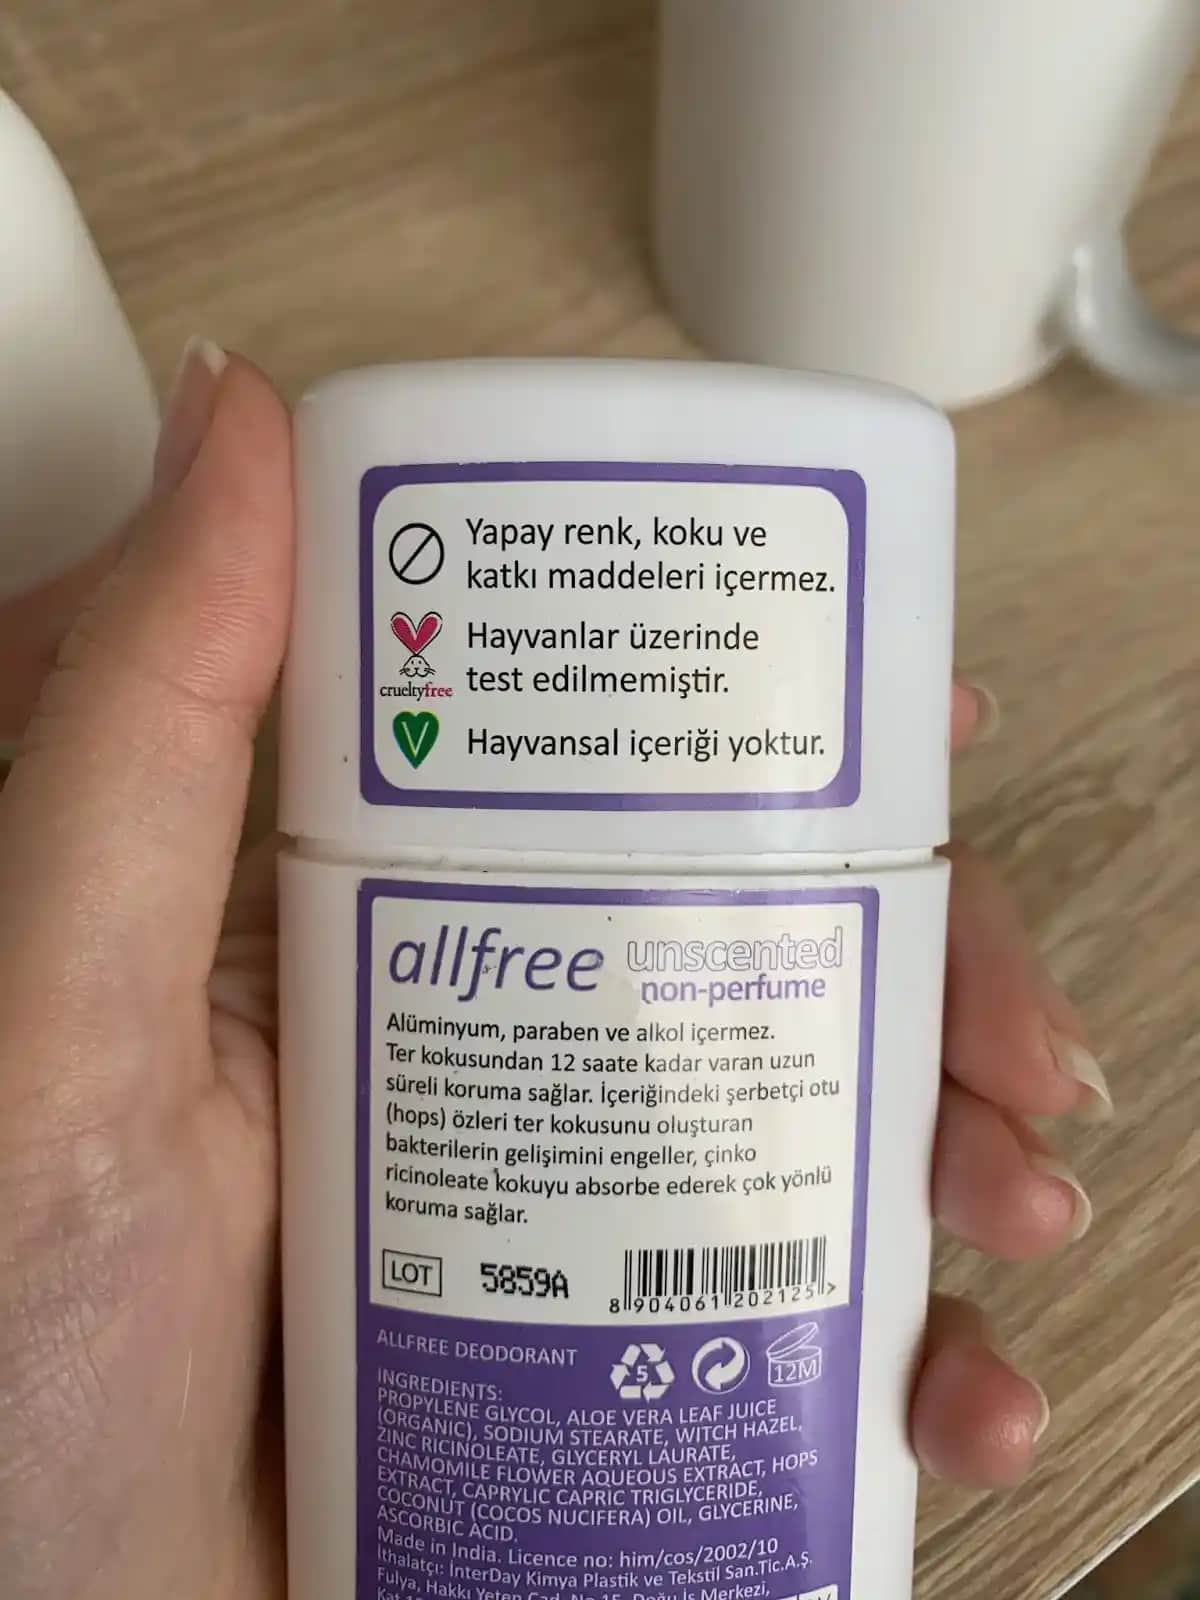 Yapay renk, koku ve
katkı maddeleri içermez.
Hayvanlar üzerinde
test edilmemiştir.
crueltyfree
V
Hayvansal içeriği yoktur.
allfree unscented
non-perfume
Alüminyum, paraben ve alkol içermez.
Ter kokusundan 12 saate kadar varan uzun
süreli koruma sağlar. İçeriğindeki şerbetçi otu
(hops) özleri ter kokusunu oluşturan
bakterilerin gelişimini engeller, çinko
ricinoleate kokuyu absorbe ederek çok yönlü
koruma sağlar.
LOT 5859A
8 904061 202125 >
ALLFREE DEODORANT
5
12M
INGREDIENTS:
PROPYLENE GLYCOL, ALOE VERA LEAF JUICE
(ORGANIC), SODIUM STEARATE, WITCH HAZEL,
ZINC RICINOLEATE, GLYCERYL LAURATE,
CHAMOMILE FLOWER AQUEOUS EXTRACT, HOPS
EXTRACT, CAPRYLIC CAPRIC TRIGLYCERIDE,
COCONUT (COCOS NUCIFERA) OIL, GLYCERINE,
ASCORBIC ACID.
Made in India. Licence no: him/cos/2002/10
İthalatçı: InterDay Kimya Plastik ve Tekstil San.Tic.A.Ş.
Fulya, Hakkı Yeten Cad. No 15, Doğu İş Merkezi,